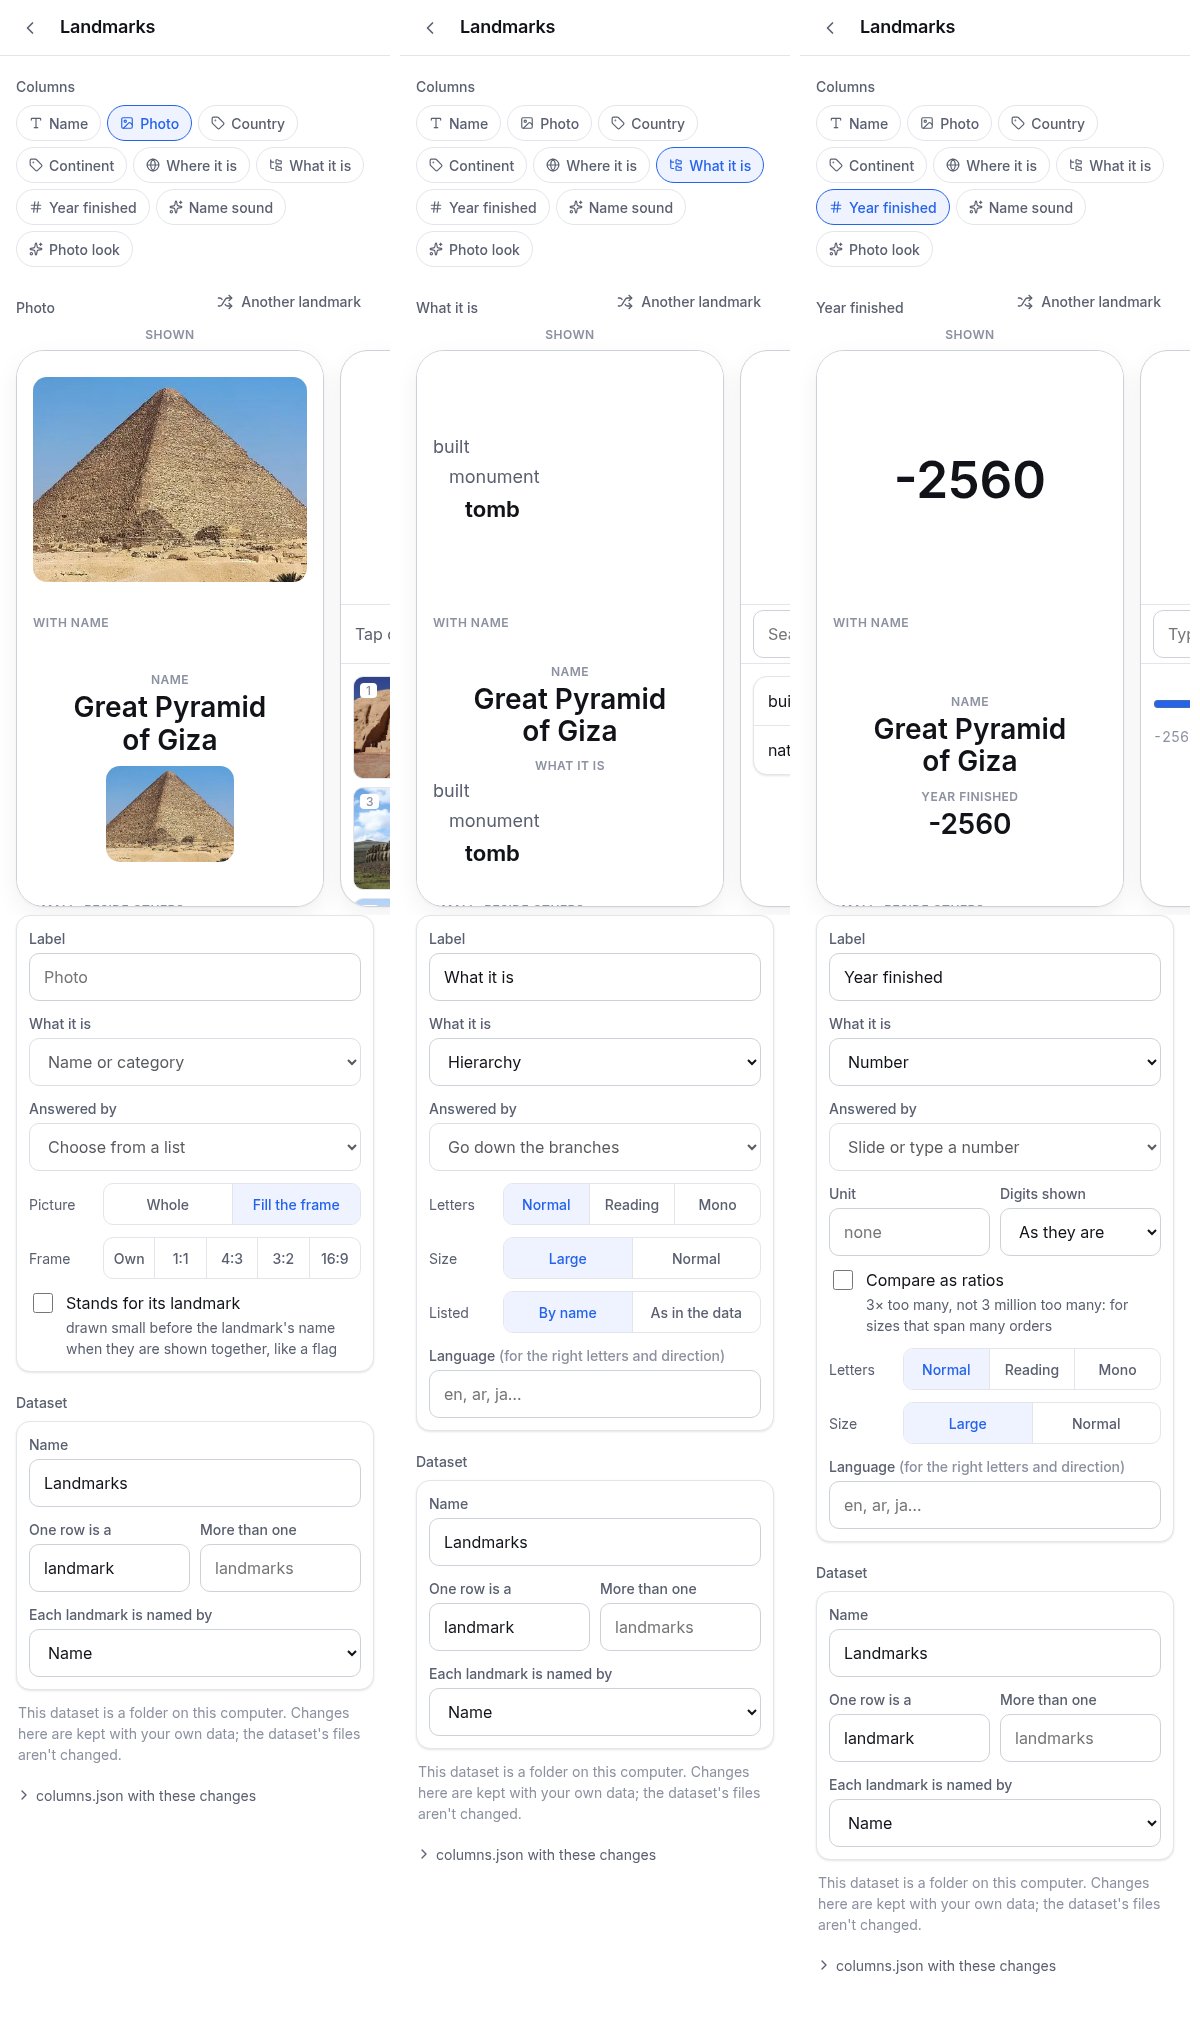 Landmarks
Columns
Name
Photo
Country
Continent
Where it is
What it is
Year finished
Name sound
Photo look
Photo
Another landmark
SHOWN
WITH NAME
NAME
Great Pyramid
of Giza
Tap
1
3
Label
Photo
What it is
Name or category
Answered by
Choose from a list
Picture
Whole
Fill the frame
Frame
Own
1:1
4:3
3:2
16:9
Stands for its landmark
drawn small before the landmark's name
when they are shown together, like a flag
Dataset
Name
Landmarks
One row is a
More than one
landmark
landmarks
Each landmark is named by
Name
This dataset is a folder on this computer. Changes
here are kept with your own data; the dataset's files
aren't changed.
columns.json with these changes
Landmarks
Columns
Name
Photo
Country
Continent
Where it is
What it is
Year finished
Name sound
Photo look
What it is
Another landmark
SHOWN
built
monument
tomb
WITH NAME
NAME
Great Pyramid
of Giza
WHAT IT IS
built
monument
tomb
Label
What it is
What it is
Hierarchy
Answered by
Go down the branches
Letters
Normal
Reading
Mono
Size
Large
Normal
Listed
By name
As in the data
Language (for the right letters and direction)
en, ar, ja...
Dataset
Name
Landmarks
One row is a
More than one
landmark
landmarks
Each landmark is named by
Name
This dataset is a folder on this computer. Changes
here are kept with your own data; the dataset's files
aren't changed.
columns.json with these changes
Landmarks
Columns
Name
Photo
Country
Continent
Where it is
What it is
Year finished
Name sound
Photo look
Year finished
Another landmark
SHOWN
-2560
WITH NAME
NAME
Great Pyramid
of Giza
YEAR FINISHED
-2560
Label
Year finished
What it is
Number
Answered by
Slide or type a number
Unit
Digits shown
none
As they are
Compare as ratios
3× too many, not 3 million too many: for
sizes that span many orders
Letters
Normal
Reading
Mono
Size
Large
Normal
Language (for the right letters and direction)
en, ar, ja...
Dataset
Name
Landmarks
One row is a
More than one
landmark
landmarks
Each landmark is named by
Name
This dataset is a folder on this computer. Changes
here are kept with your own data; the dataset's files
aren't changed.
columns.json with these changes